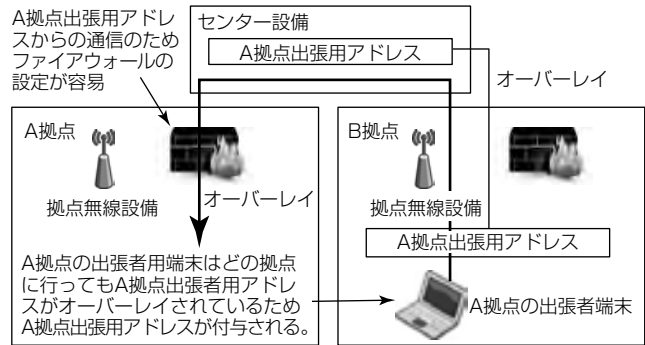 A拠点出張用アドレ
スからの通信のため
ファイアウォールの
設定が容易
センター設備
A拠点出張用アドレス
オーバーレイ
A拠点
拠点無線設備
オーバーレイ
A拠点の出張者用端末はどの拠点
に行ってもA拠点出張者用アドレ
スがオーバーレイされているため
A拠点出張用アドレスが付与される。
B拠点
拠点無線設備
A拠点出張用アドレス
A拠点の出張者端末